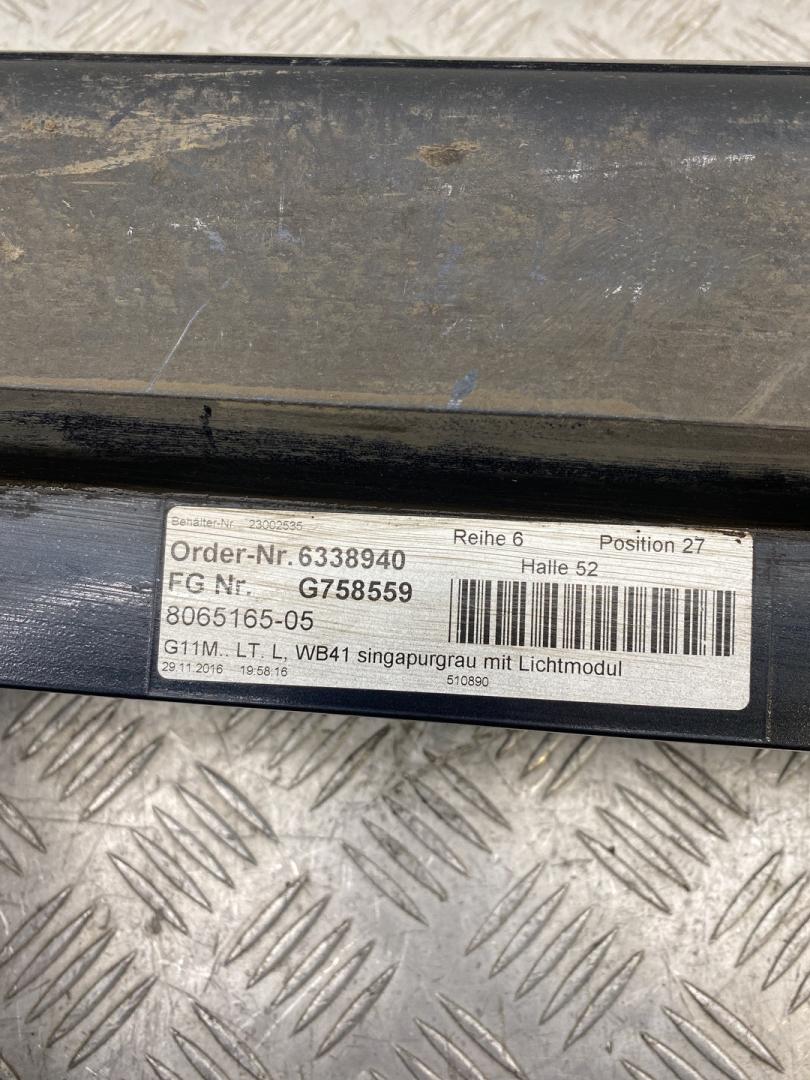 Behälter-Nr. 23002535
Reihe 6 Position 27
Order-Nr. 6338940
Halle 52
FG Nr. G758559
8065165-05
G11M.. LT. L, WB41 singapurgrau mit Lichtmodul
29.11.2016 19:58:16 510890